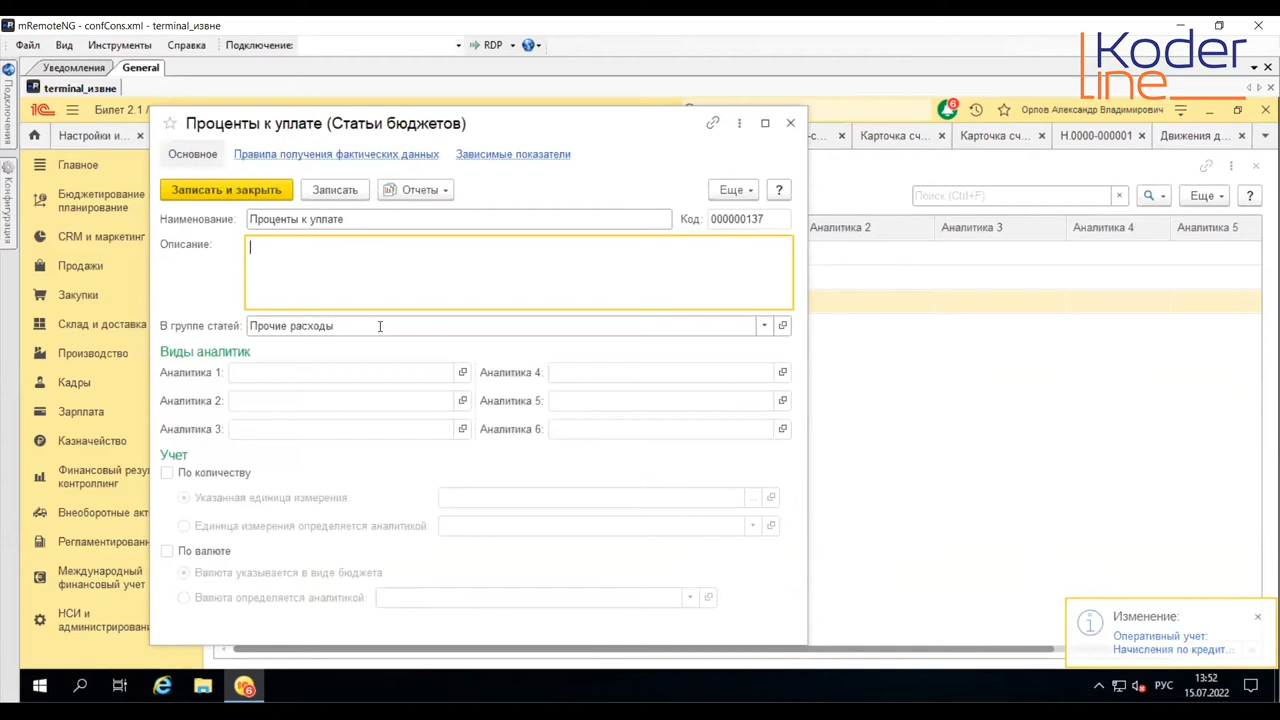 mRemoteNG - confCons.xml - terminal_извне
Файл Вид Инструменты Справка Подключение: RDP
Koder line
Уведомления General
terminal_извне
Подключения
Конфигурация
1С Билет 2.1 6 Орлов Александр Владимирович
Настройки и... Карточка сч... Карточка сч... Н.0000-000001 Движения д...
Проценты к уплате (Статьи бюджетов)
Основное Правила получения фактических данных Зависимые показатели
Записать и закрыть Записать Отчеты Еще ?
Поиск (Ctrl+F) Еще ?
Наименование: Проценты к уплате Код: 000000137
Аналитика 2 Аналитика 3 Аналитика 4 Аналитика 5
Описание:
В группе статей: Прочие расходы
Виды аналитик
Аналитика 1: Аналитика 4:
Аналитика 2: Аналитика 5:
Аналитика 3: Аналитика 6:
Учет
По количеству
Указанная единица измерения:
Единица измерения определяется аналитикой:
По валюте
Валюта указывается в виде бюджета
Валюта определяется аналитикой:
Главное
Бюджетирование
планирование
CRM и маркетинг
Продажи
Закупки
Склад и доставка
Производство
Кадры
Зарплата
Казначейство
Финансовый резу
контроллинг
Внеоборотные акт
Регламентированн
Международный
финансовый учет
НСИ и
администрирован
Изменение:
Оперативный учет:
Начисления по кредит...
6 РУС 13:52
15.07.2022